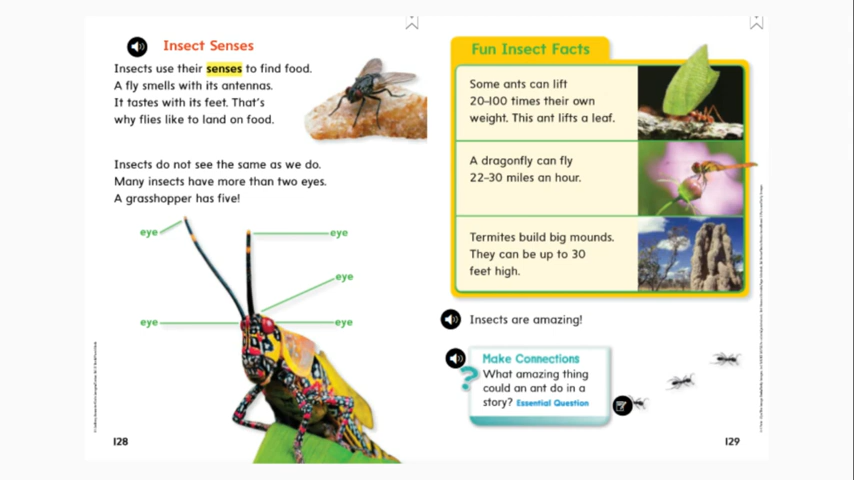 Insect Senses
Insects use their senses to find food.
A fly smells with its antennas.
It tastes with its feet. That's
why flies like to land on food.
Insects do not see the same as we do.
Many insects have more than two eyes.
A grasshopper has five!
eye
eye
eye
eye
eye
128
Fun Insect Facts
Some ants can lift
20–100 times their own
weight. This ant lifts a leaf.
A dragonfly can fly
22–30 miles an hour.
Termites build big mounds.
They can be up to 30
feet high.
Insects are amazing!
Make Connections
?
What amazing thing
could an ant do in a
story? Essential Question
129